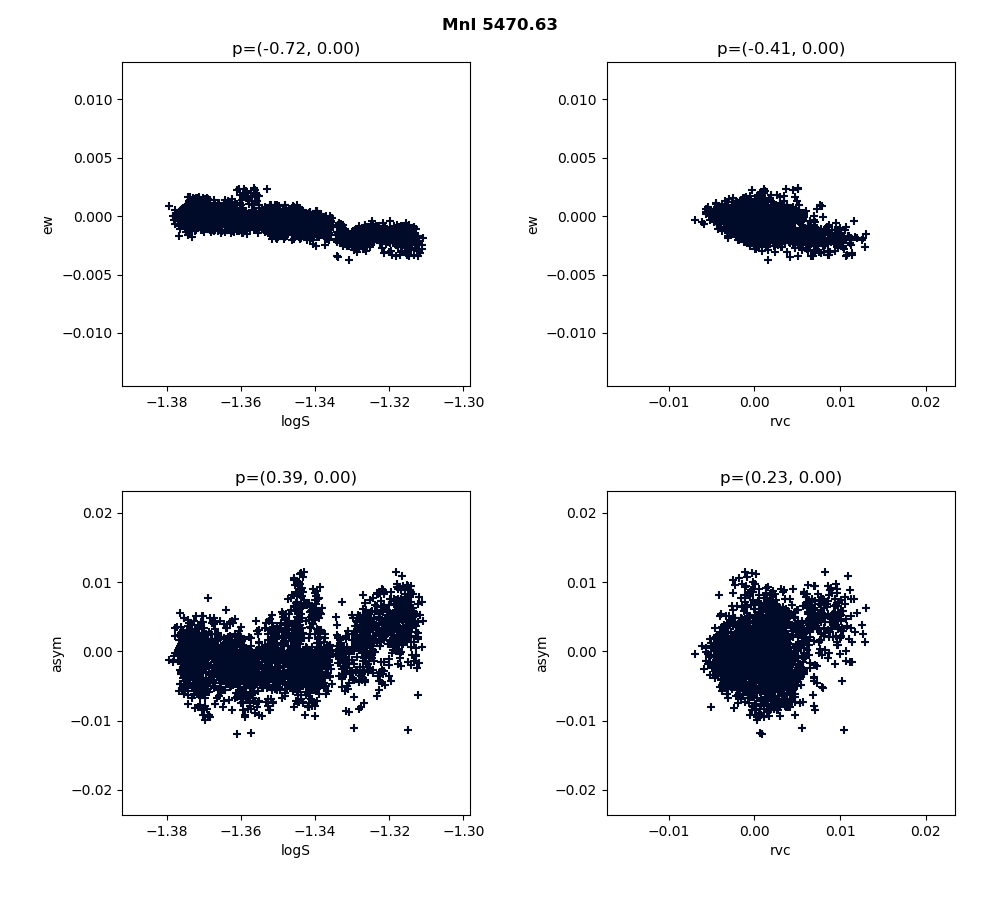 MnI 5470.63
p=(-0.72, 0.00)
p=(-0.41, 0.00)
0.010
0.005
0.000
−0.005
−0.010
ew
−1.38 −1.36 −1.34 −1.32 −1.30
logS
0.010
0.005
0.000
−0.005
−0.010
ew
−0.01 0.00 0.01 0.02
rvc
p=(0.39, 0.00)
p=(0.23, 0.00)
0.02
0.01
0.00
−0.01
−0.02
asym
−1.38 −1.36 −1.34 −1.32 −1.30
logS
0.02
0.01
0.00
−0.01
−0.02
asym
−0.01 0.00 0.01 0.02
rvc